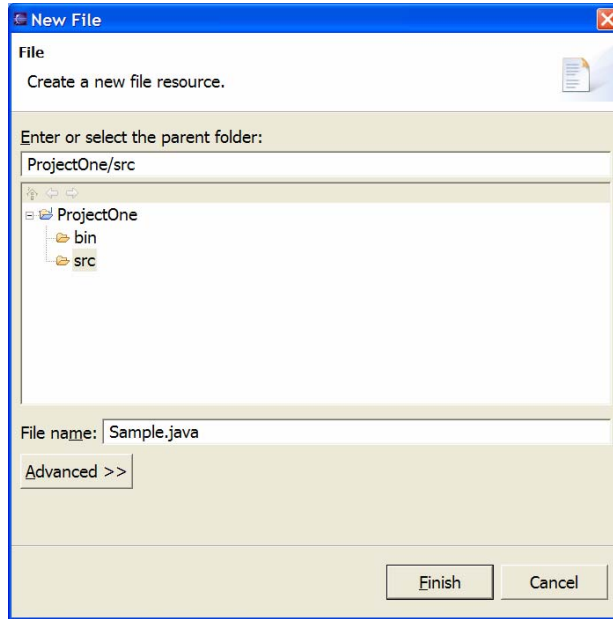 New File
File
Create a new file resource.
Enter or select the parent folder:
ProjectOne/src
ProjectOne
bin
src
File name: Sample.java
Advanced >>
Finish Cancel